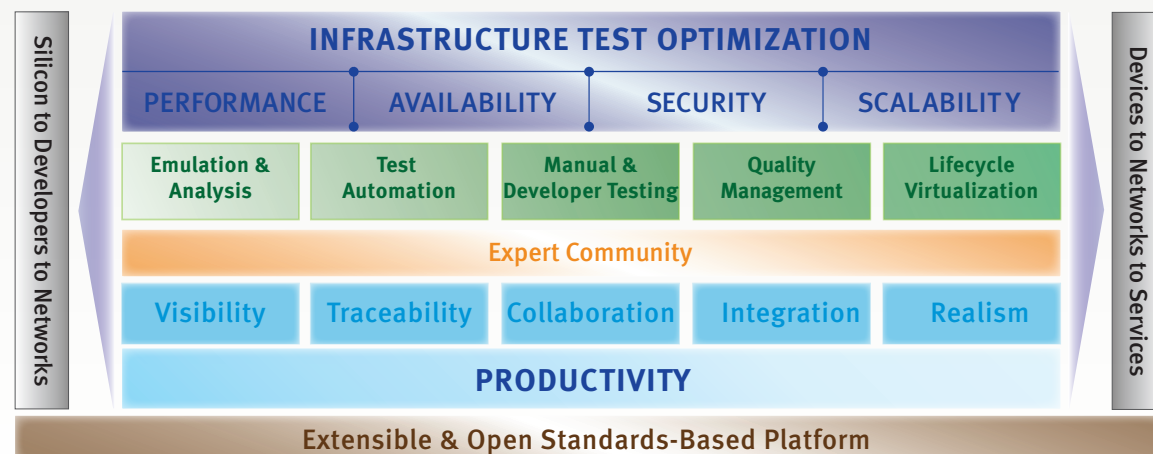 Silicon to Developers to Networks
INFRASTRUCTURE TEST OPTIMIZATION
PERFORMANCE AVAILABILITY SECURITY SCALABILITY
Emulation &
Analysis
Test
Automation
Manual &
Developer Testing
Quality
Management
Lifecycle
Virtualization
Expert Community
Visibility Traceability Collaboration Integration Realism
PRODUCTIVITY
Devices to Networks to Services
Extensible & Open Standards-Based Platform